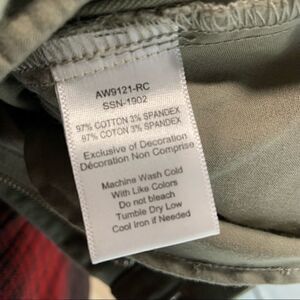 AW9121-RC
SSN-1902
97% COTTON 3% SPANDEX
97% COTON 3% SPANDEX
Exclusive of Decoration
Décoration Non Comprise
Machine Wash Cold
With Like Colors
Do not bleach
Tumble Dry Low
Cool Iron if Needed